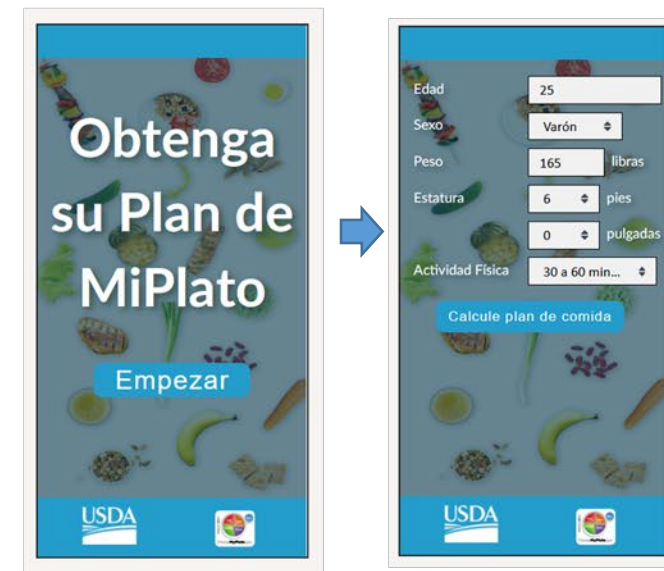 Obtenga
su Plan de
MiPlato
Empezar
USDA
Edad 25
Sexo Varón
Peso 165 libras
Estatura 6 pies
0 pulgadas
Actividad Física 30 a 60 min...
Calcule plan de comida
USDA